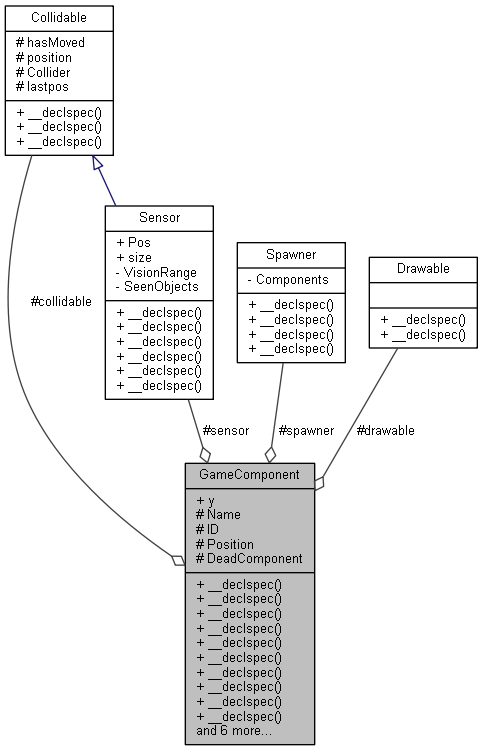 Collidable
# hasMoved
# position
# Collider
# lastpos
+ __declspec()
+ __declspec()
+ __declspec()
Sensor
+ Pos
+ size
- VisionRange
- SeenObjects
+ __declspec()
+ __declspec()
+ __declspec()
+ __declspec()
+ __declspec()
+ __declspec()
Spawner
- Components
+ __declspec()
+ __declspec()
+ __declspec()
+ __declspec()
Drawable
+ __declspec()
+ __declspec()
#collidable
#sensor
#spawner
#drawable
GameComponent
+ y
# Name
# ID
# Position
# DeadComponent
+ __declspec()
+ __declspec()
+ __declspec()
+ __declspec()
+ __declspec()
+ __declspec()
+ __declspec()
+ __declspec()
+ __declspec()
+ __declspec()
and 6 more...